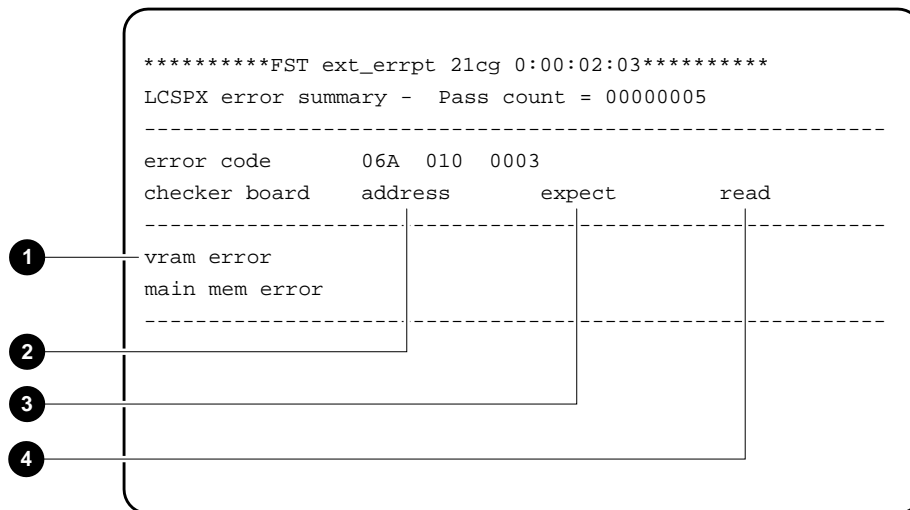 **********FST ext_errpt 21cg 0:00:02:03**********
LCSPX error summary - Pass count = 00000005
----------------------------------------------------------
error code 06A 010 0003
checker board address expect read
----------------------------------------------------------
1 vram error
main mem error
----------------------------------------------------------
2
3
4